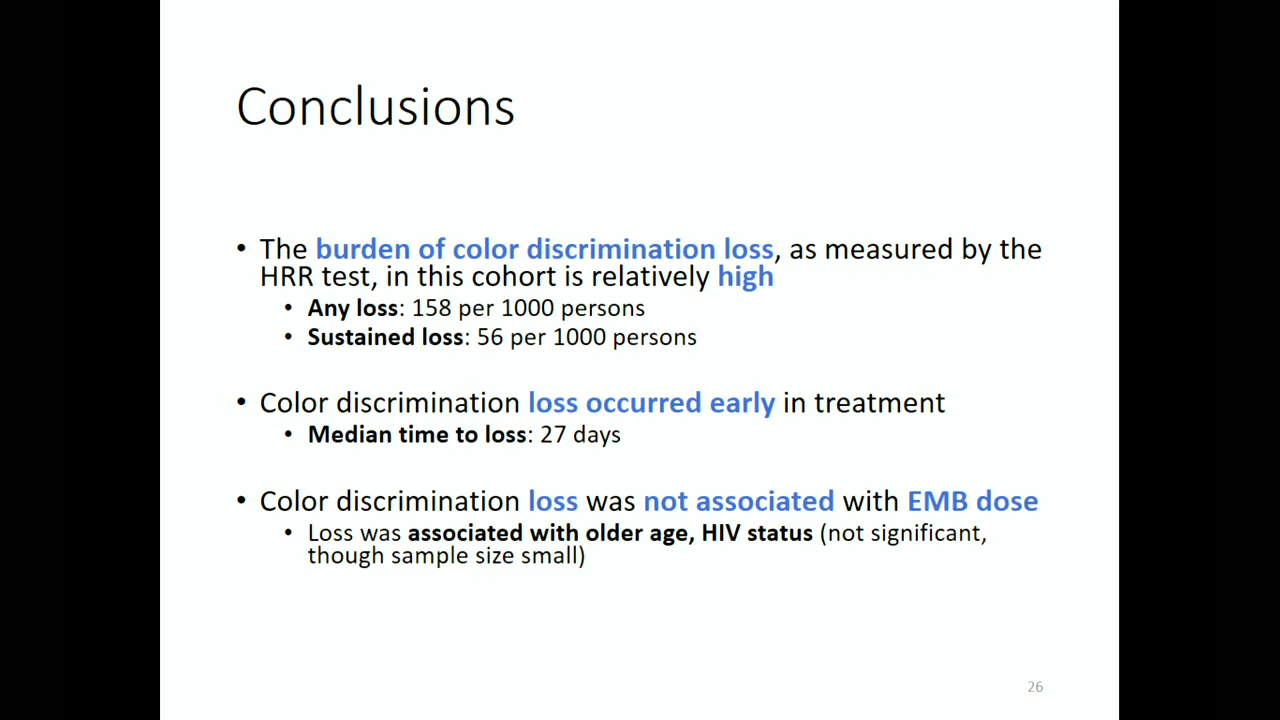 Conclusions
• The burden of color discrimination loss, as measured by the
HRR test, in this cohort is relatively high
• Any loss: 158 per 1000 persons
• Sustained loss: 56 per 1000 persons
• Color discrimination loss occurred early in treatment
• Median time to loss: 27 days
• Color discrimination loss was not associated with EMB dose
• Loss was associated with older age, HIV status (not significant,
though sample size small)
26